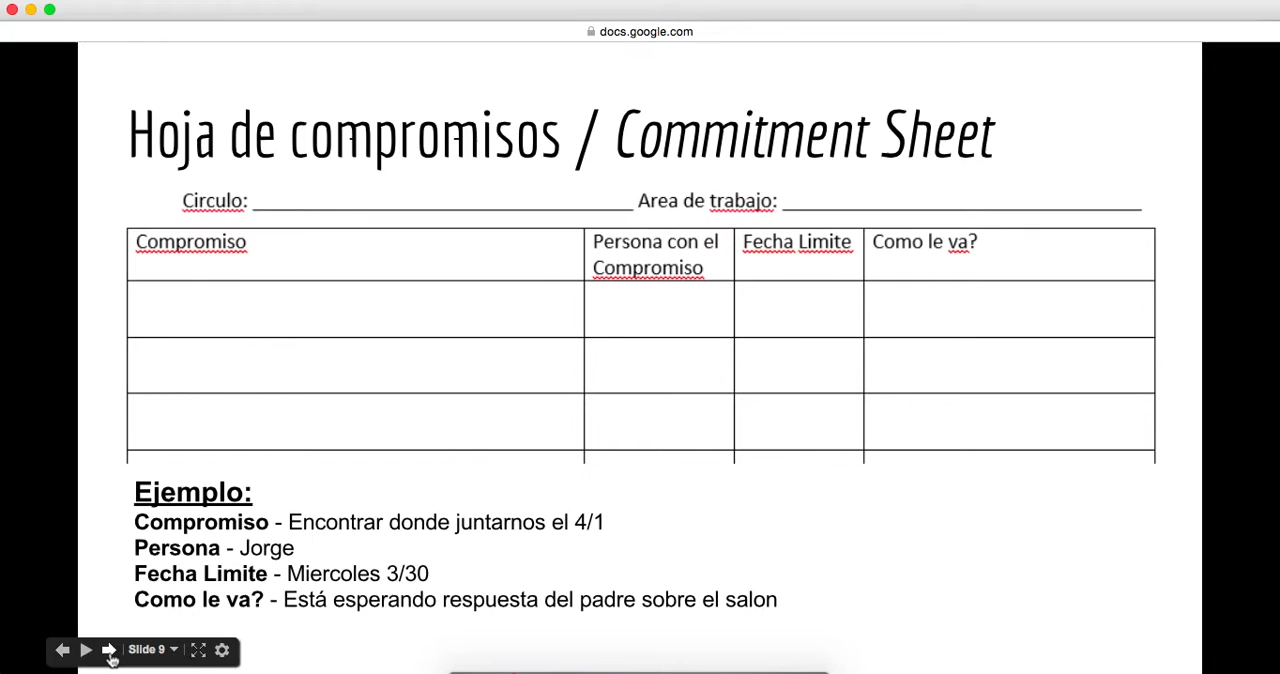 docs.google.com
Hoja de compromisos / Commitment Sheet
Circulo: ______________________________ Area de trabajo: ______________________________
Compromiso
Persona con el
Compromiso
Fecha Limite
Como le va?
Ejemplo:
Compromiso - Encontrar donde juntarnos el 4/1
Persona - Jorge
Fecha Limite - Miercoles 3/30
Como le va? - Está esperando respuesta del padre sobre el salon
Slide 9